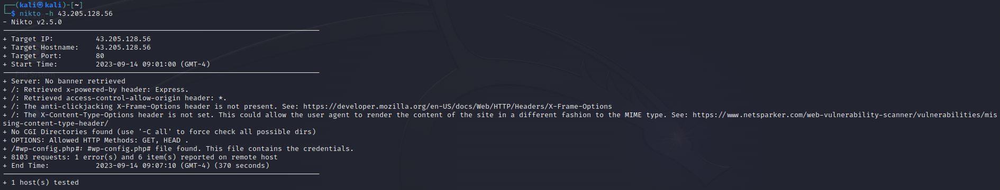 ┌──(kali㉿kali)-[~]
└─$ nikto -h 43.205.128.56
- Nikto v2.5.0
---------------------------------------------------------------------------
+ Target IP:          43.205.128.56
+ Target Hostname:    43.205.128.56
+ Target Port:        80
+ Start Time:         2023-09-14 09:01:00 (GMT-4)
---------------------------------------------------------------------------
+ Server: No banner retrieved
+ /: Retrieved x-powered-by header: Express.
+ /: Retrieved access-control-allow-origin header: *.
+ /: The anti-clickjacking X-Frame-Options header is not present. See: https://developer.mozilla.org/en-US/docs/Web/HTTP/Headers/X-Frame-Options
+ /: The X-Content-Type-Options header is not set. This could allow the user agent to render the content of the site in a different fashion to the MIME type. See: https://www.netsparker.com/web-vulnerability-scanner/vulnerabilities/mis
sing-content-type-header/
+ No CGI Directories found (use '-C all' to force check all possible dirs)
+ OPTIONS: Allowed HTTP Methods: GET, HEAD .
+ /#wp-config.php#: #wp-config.php# file found. This file contains the credentials.
+ 8103 requests: 1 error(s) and 6 item(s) reported on remote host
+ End Time:           2023-09-14 09:07:10 (GMT-4) (370 seconds)
---------------------------------------------------------------------------
+ 1 host(s) tested